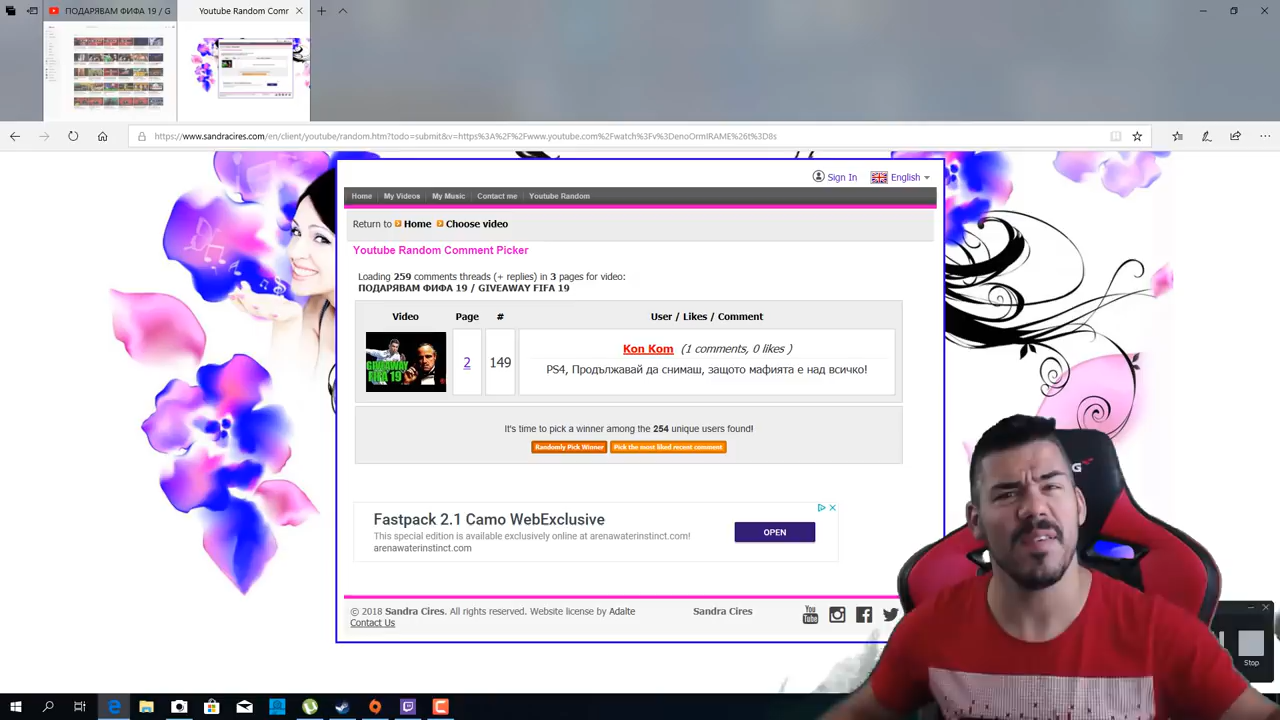 ПОДАРЯВАМ ФИФА 19 / G
Youtube Random Comr
https://www.sandracires.com/en/client/youtube/random.htm?todo=submit&v=https%3A%2F%2Fwww.youtube.com%2Fwatch%3Fv%3DenoOrmIRAME%26t%3D8s
Sign In
English
Home
My Videos
My Music
Contact me
Youtube Random
Return to Home Choose video
Youtube Random Comment Picker
Loading 259 comments threads (+ replies) in 3 pages for video:
ПОДАРЯВАМ ФИФА 19 / GIVEAWAY FIFA 19
Video Page # User / Likes / Comment
GIVEAWAY
FIFA 19
2
149
Kon Kom (1 comments, 0 likes )
PS4, Продължавай да снимаш, защото мафията е над всичко!
It's time to pick a winner among the 254 unique users found!
Randomly Pick Winner
Pick the most liked recent comment
Fastpack 2.1 Camo WebExclusive
This special edition is available exclusively online at arenawaterinstinct.com!
arenawaterinstinct.com
OPEN
© 2018 Sandra Cires. All rights reserved. Website license by Adalte
Contact Us
Sandra Cires
You
Tube
Stop